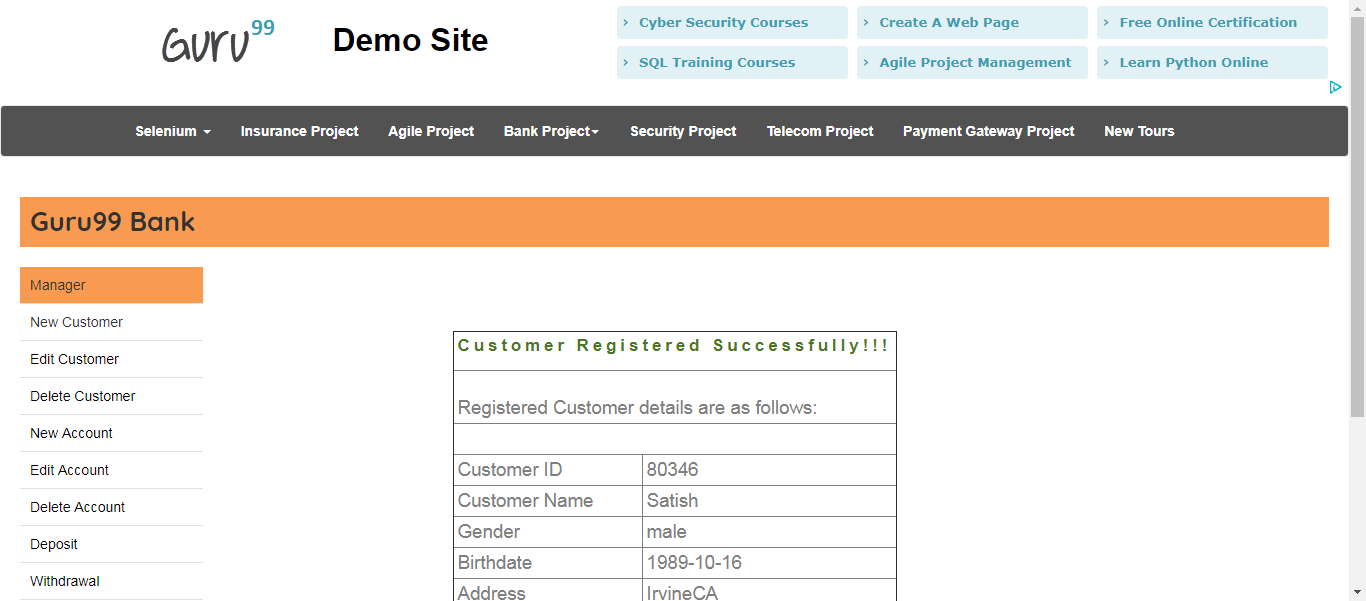 Guru99
Demo Site
› Cyber Security Courses
› Create A Web Page
› Free Online Certification
› SQL Training Courses
› Agile Project Management
› Learn Python Online
Selenium Insurance Project Agile Project Bank Project Security Project Telecom Project Payment Gateway Project New Tours
Guru99 Bank
Manager
New Customer
Edit Customer
Delete Customer
New Account
Edit Account
Delete Account
Deposit
Withdrawal
Customer Registered Successfully!!!
Registered Customer details are as follows:
Customer ID 80346
Customer Name Satish
Gender male
Birthdate 1989-10-16
Address IrvineCA